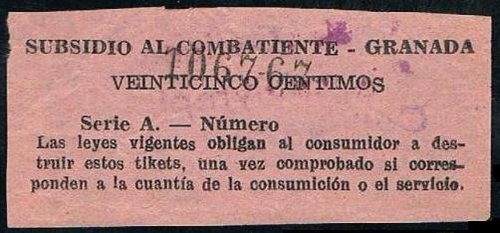 SUBSIDIO AL COMBATIENTE - GRANADA
106767
VEINTICINCO CENTIMOS
Serie A. — Número
Las leyes vigentes obligan al consumidor a des-
truir estos tikets, una vez comprobado si corres-
ponden a la cuantía de la consumición o el servicio.